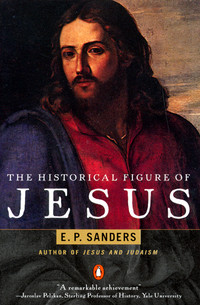 THE HISTORICAL FIGURE OF
JESUS
E. P. SANDERS
AUTHOR OF JESUS AND JUDAISM
"A remarkable achievement"
—Jaroslav Pelikan, Sterling Professor of History, Yale University